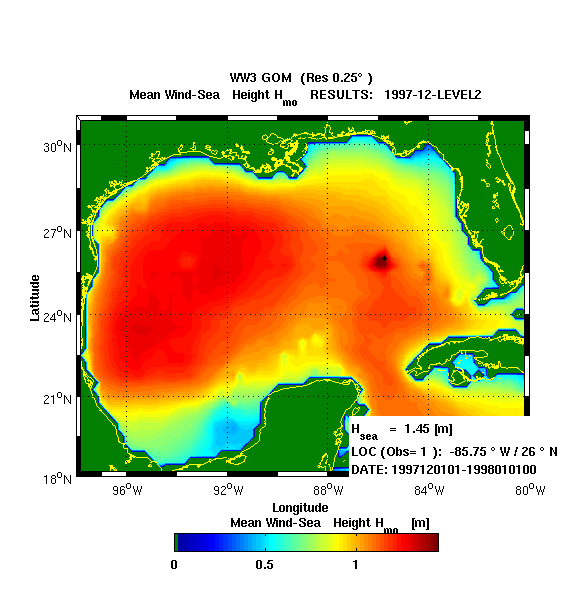 WW3 GOM (Res 0.25° )
Mean Wind-Sea Height Hmo RESULTS: 1997-12-LEVEL2
30°N
27°N
24°N
21°N
18°N
Latitude
96°W 92°W 88°W 84°W 80°W
Longitude
Hsea = 1.45 [m]
LOC (Obs= 1 ): -85.75 ° W / 26 ° N
DATE: 1997120101-1998010100
Mean Wind-Sea Height Hmo [m]
0 0.5 1